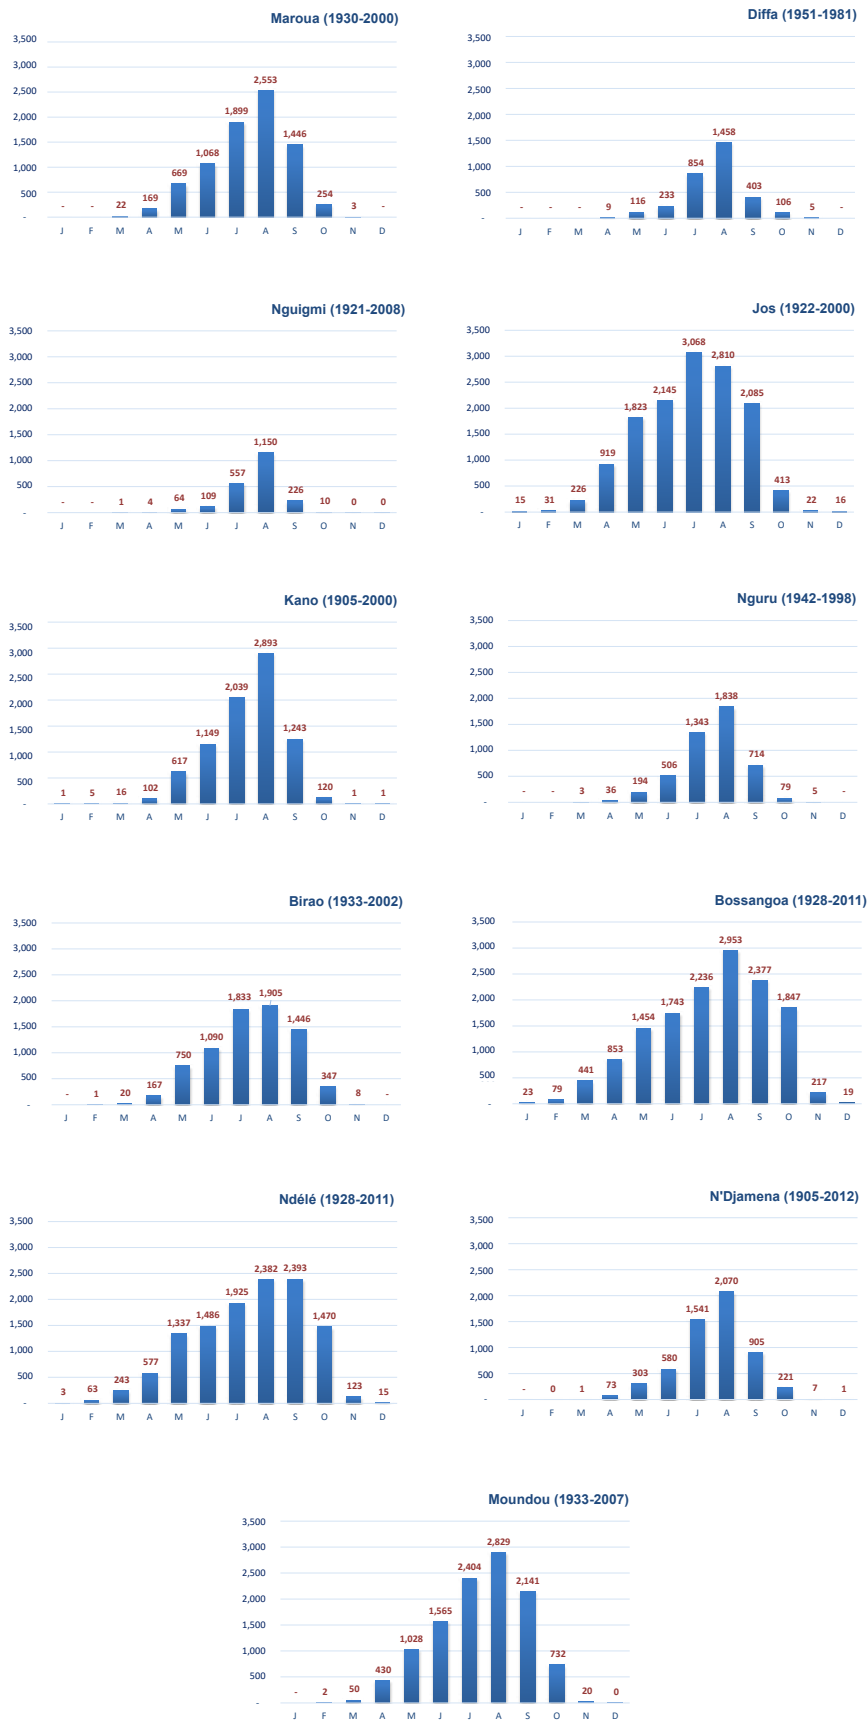 Maroua (1930-2000)
3,500
3,000
2,500
2,000
1,500
1,000
500
-
- - 22 169 669 1,068 1,899 2,553 1,446 254 3 -
J F M A M J J A S O N D
Diffa (1951-1981)
3,500
3,000
2,500
2,000
1,500
1,000
500
-
- - - 9 116 233 854 1,458 403 106 5 -
J F M A M J J A S O N D
Nguigmi (1921-2008)
3,500
3,000
2,500
2,000
1,500
1,000
500
-
- - 1 4 64 109 557 1,150 226 10 0 0
J F M A M J J A S O N D
Jos (1922-2000)
3,500
3,000
2,500
2,000
1,500
1,000
500
-
15 31 226 919 1,823 2,145 3,068 2,810 2,085 413 22 16
J F M A M J J A S O N D
Kano (1905-2000)
3,500
3,000
2,500
2,000
1,500
1,000
500
-
1 5 16 102 617 1,149 2,039 2,893 1,243 120 1 1
J F M A M J J A S O N D
Nguru (1942-1998)
3,500
3,000
2,500
2,000
1,500
1,000
500
-
- - 3 36 194 506 1,343 1,838 714 79 5 -
J F M A M J J A S O N D
Birao (1933-2002)
3,500
3,000
2,500
2,000
1,500
1,000
500
-
- 1 20 167 750 1,090 1,833 1,905 1,446 347 8 -
J F M A M J J A S O N D
Bossangoa (1928-2011)
3,500
3,000
2,500
2,000
1,500
1,000
500
-
23 79 441 853 1,454 1,743 2,236 2,953 2,377 1,847 217 19
J F M A M J J A S O N D
Ndélé (1928-2011)
3,500
3,000
2,500
2,000
1,500
1,000
500
-
3 63 243 577 1,337 1,486 1,925 2,382 2,393 1,470 123 15
J F M A M J J A S O N D
N'Djamena (1905-2012)
3,500
3,000
2,500
2,000
1,500
1,000
500
-
- 0 1 73 303 580 1,541 2,070 905 221 7 1
J F M A M J J A S O N D
Moundou (1933-2007)
3,500
3,000
2,500
2,000
1,500
1,000
500
-
- 2 50 430 1,028 1,565 2,404 2,829 2,141 732 20 0
J F M A M J J A S O N D